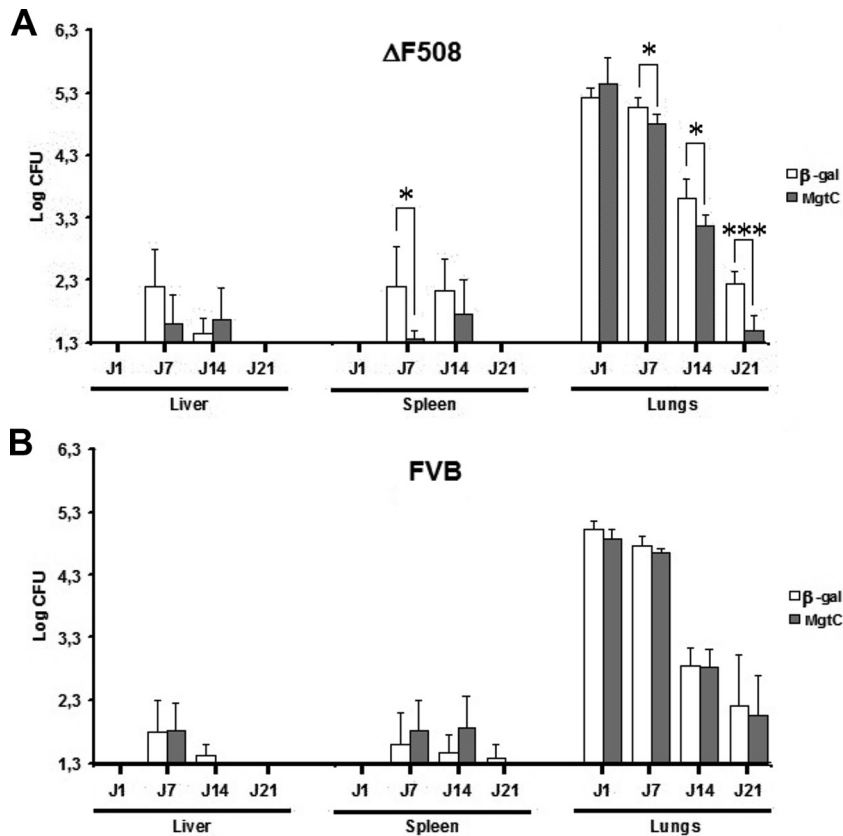 A
ΔF508
6,3
5,3
4,3
3,3
2,3
1,3
Log CFU
*
*
*
***
β-gal
MgtC
J1 J7 J14 J21 J1 J7 J14 J21 J1 J7 J14 J21
Liver Spleen Lungs
B
FVB
6,3
5,3
4,3
3,3
2,3
1,3
Log CFU
β-gal
MgtC
J1 J7 J14 J21 J1 J7 J14 J21 J1 J7 J14 J21
Liver Spleen Lungs